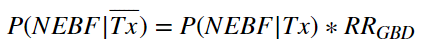 P(NEBF|T̅x̅) = P(NEBF|Tx) * RR_GBD